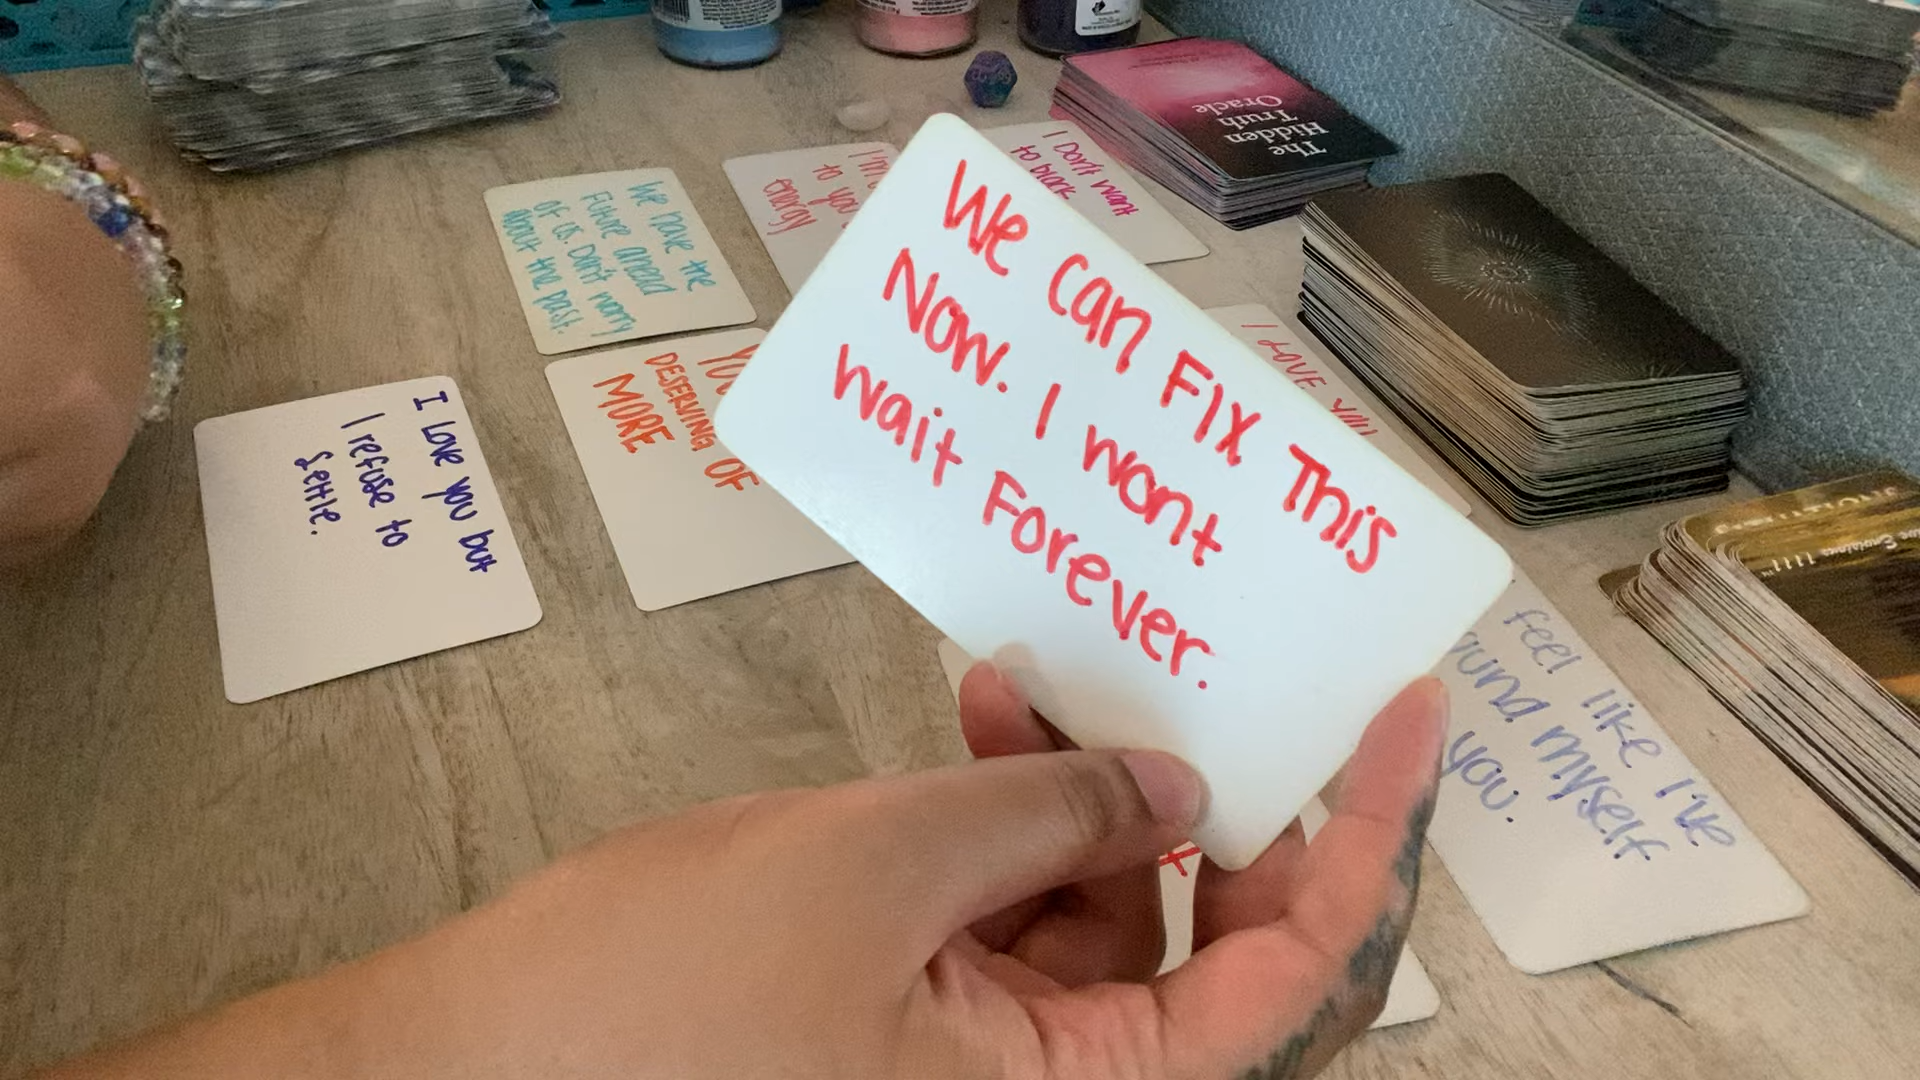 We can FIX This
Now. I wont
wait Forever.
I Love you but
I refuse to
settle.
We have the
Future ahead
of us. Don't worry
about the past.
DESERVING OF
MORE
to you
energy
I Don't want
I LOVE YOU
feel like I've
myself
you.
The
Hidden
Truth
Oracle